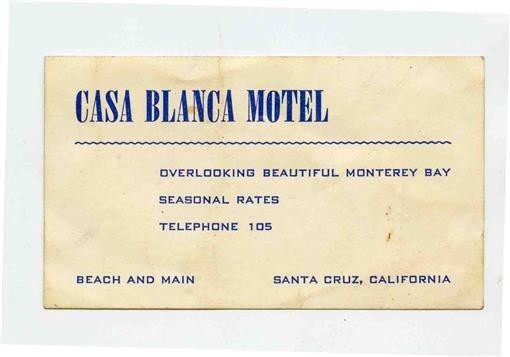 CASA BLANCA MOTEL
OVERLOOKING BEAUTIFUL MONTEREY BAY
SEASONAL RATES
TELEPHONE 105
BEACH AND MAIN SANTA CRUZ, CALIFORNIA